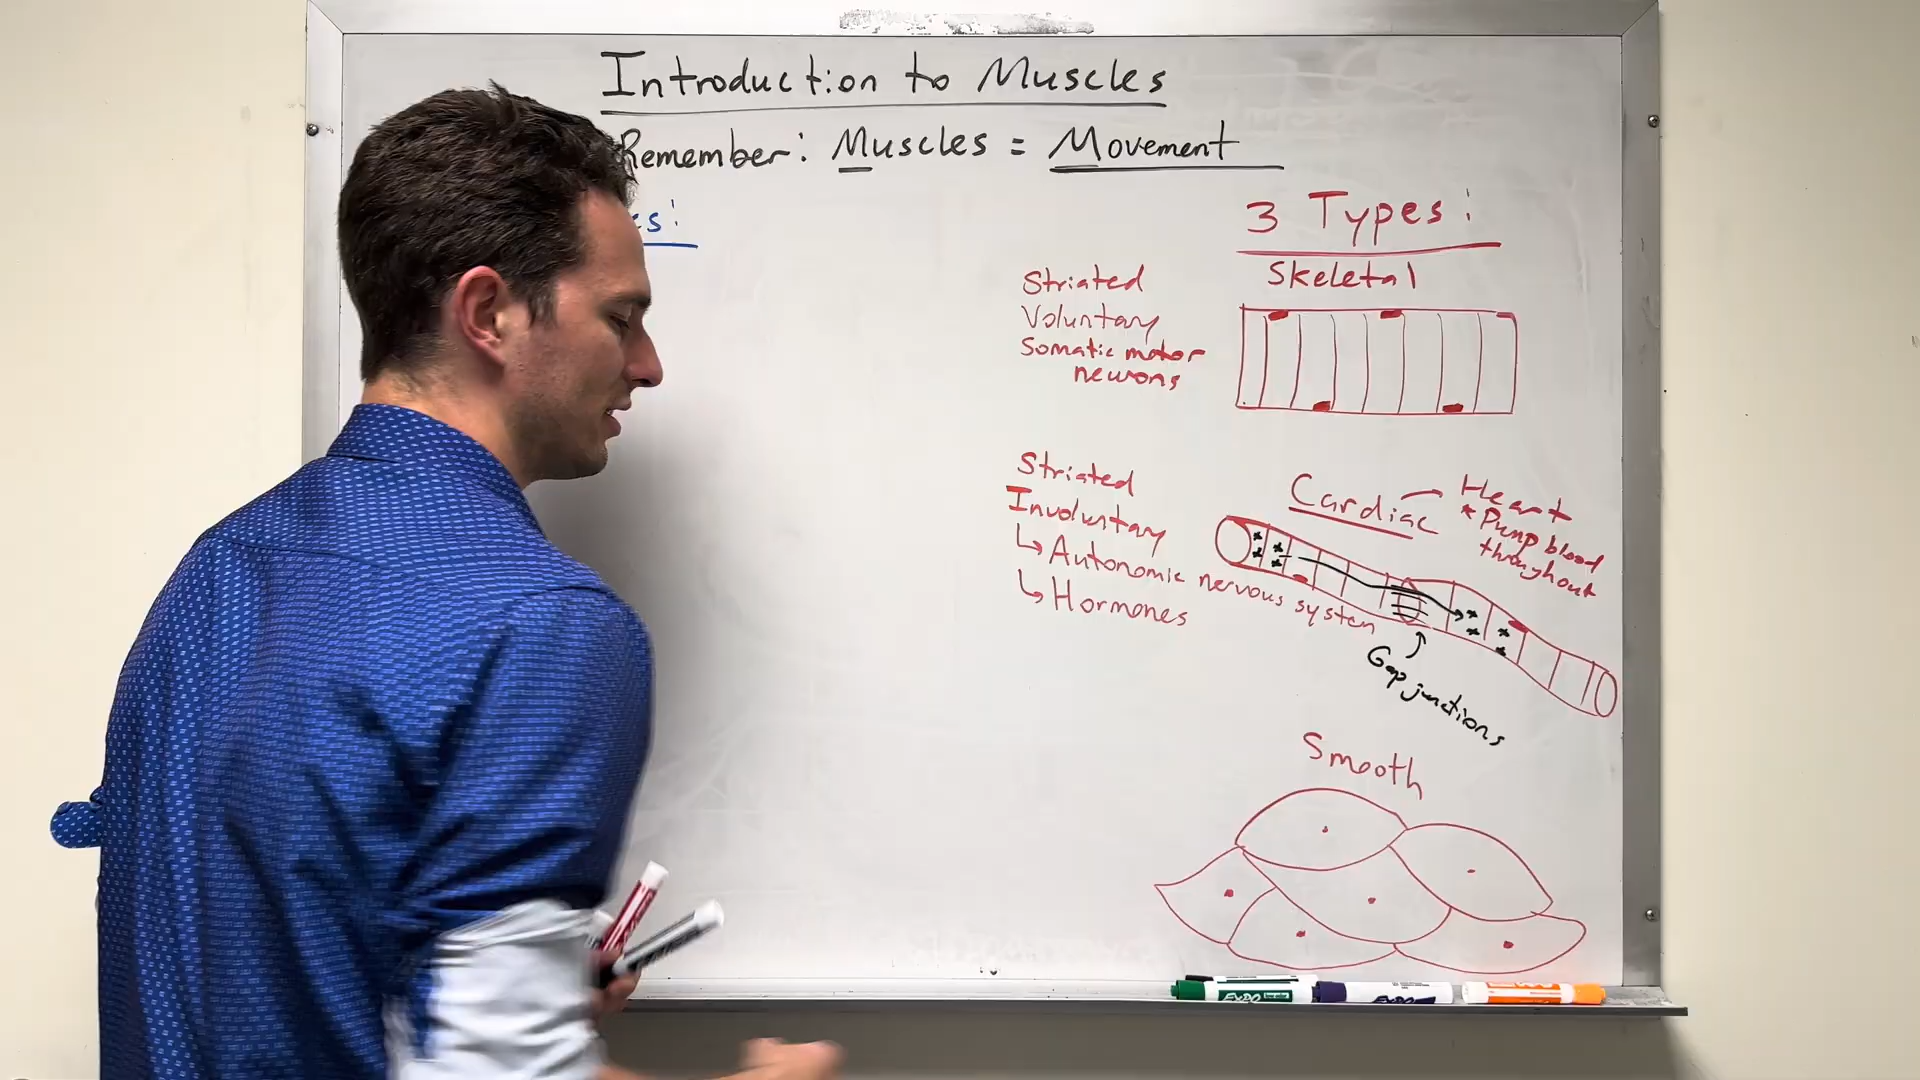 Introduction to Muscles
Remember: Muscles = Movement
3 Types:
Skeletal
Striated
Voluntary
Somatic motor
neurons
Cardiac
Heart
* Pump blood
throughout
Striated
Involuntary
↳ Autonomic nervous system
↳ Hormones
Gap junctions
Smooth
EXPO
EXPO